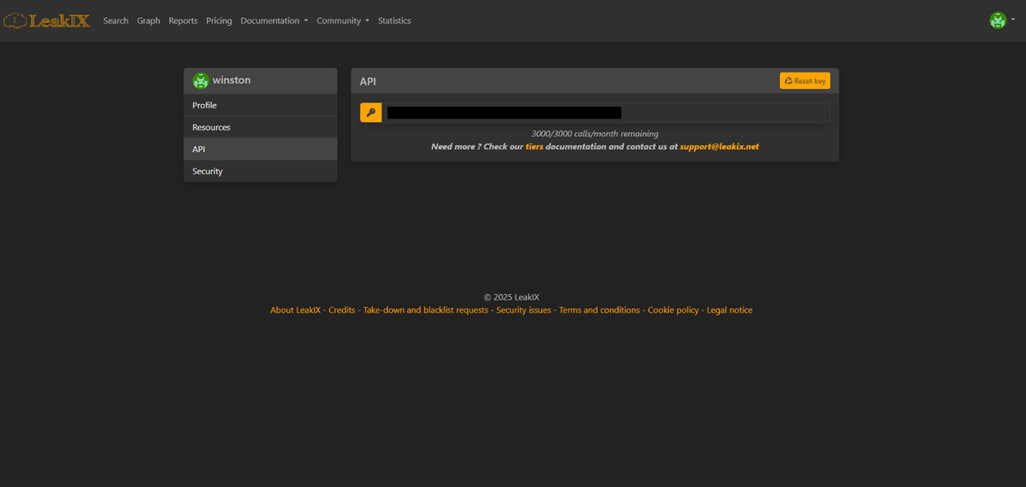 LeakIX Search Graph Reports Pricing Documentation Community Statistics
winston
Profile
Resources
API
Security
API Reset key
3000/3000 calls/month remaining
Need more ? Check our tiers documentation and contact us at support@leakix.net
© 2025 LeakIX
About LeakIX - Credits - Take-down and blacklist requests - Security issues - Terms and conditions - Cookie policy - Legal notice